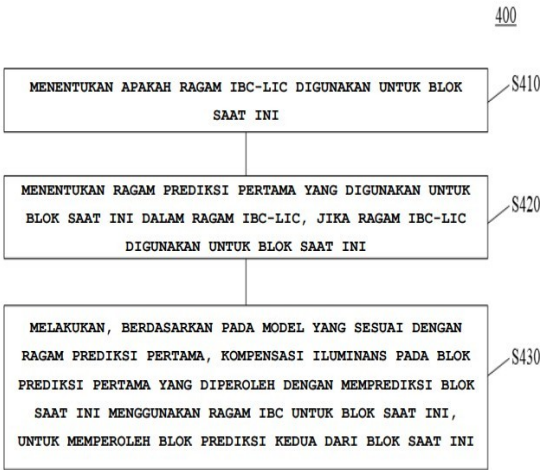 400
MENENTUKAN APAKAH RAGAM IBC-LIC DIGUNAKAN UNTUK BLOK
SAAT INI
S410
MENENTUKAN RAGAM PREDIKSI PERTAMA YANG DIGUNAKAN UNTUK
BLOK SAAT INI DALAM RAGAM IBC-LIC, JIKA RAGAM IBC-LIC
DIGUNAKAN UNTUK BLOK SAAT INI
S420
MELAKUKAN, BERDASARKAN PADA MODEL YANG SESUAI DENGAN
RAGAM PREDIKSI PERTAMA, KOMPENSASI ILUMINANS PADA BLOK
PREDIKSI PERTAMA YANG DIPEROLEH DENGAN MEMPREDIKSI BLOK
SAAT INI MENGGUNAKAN RAGAM IBC UNTUK BLOK SAAT INI,
UNTUK MEMPEROLEH BLOK PREDIKSI KEDUA DARI BLOK SAAT INI
S430